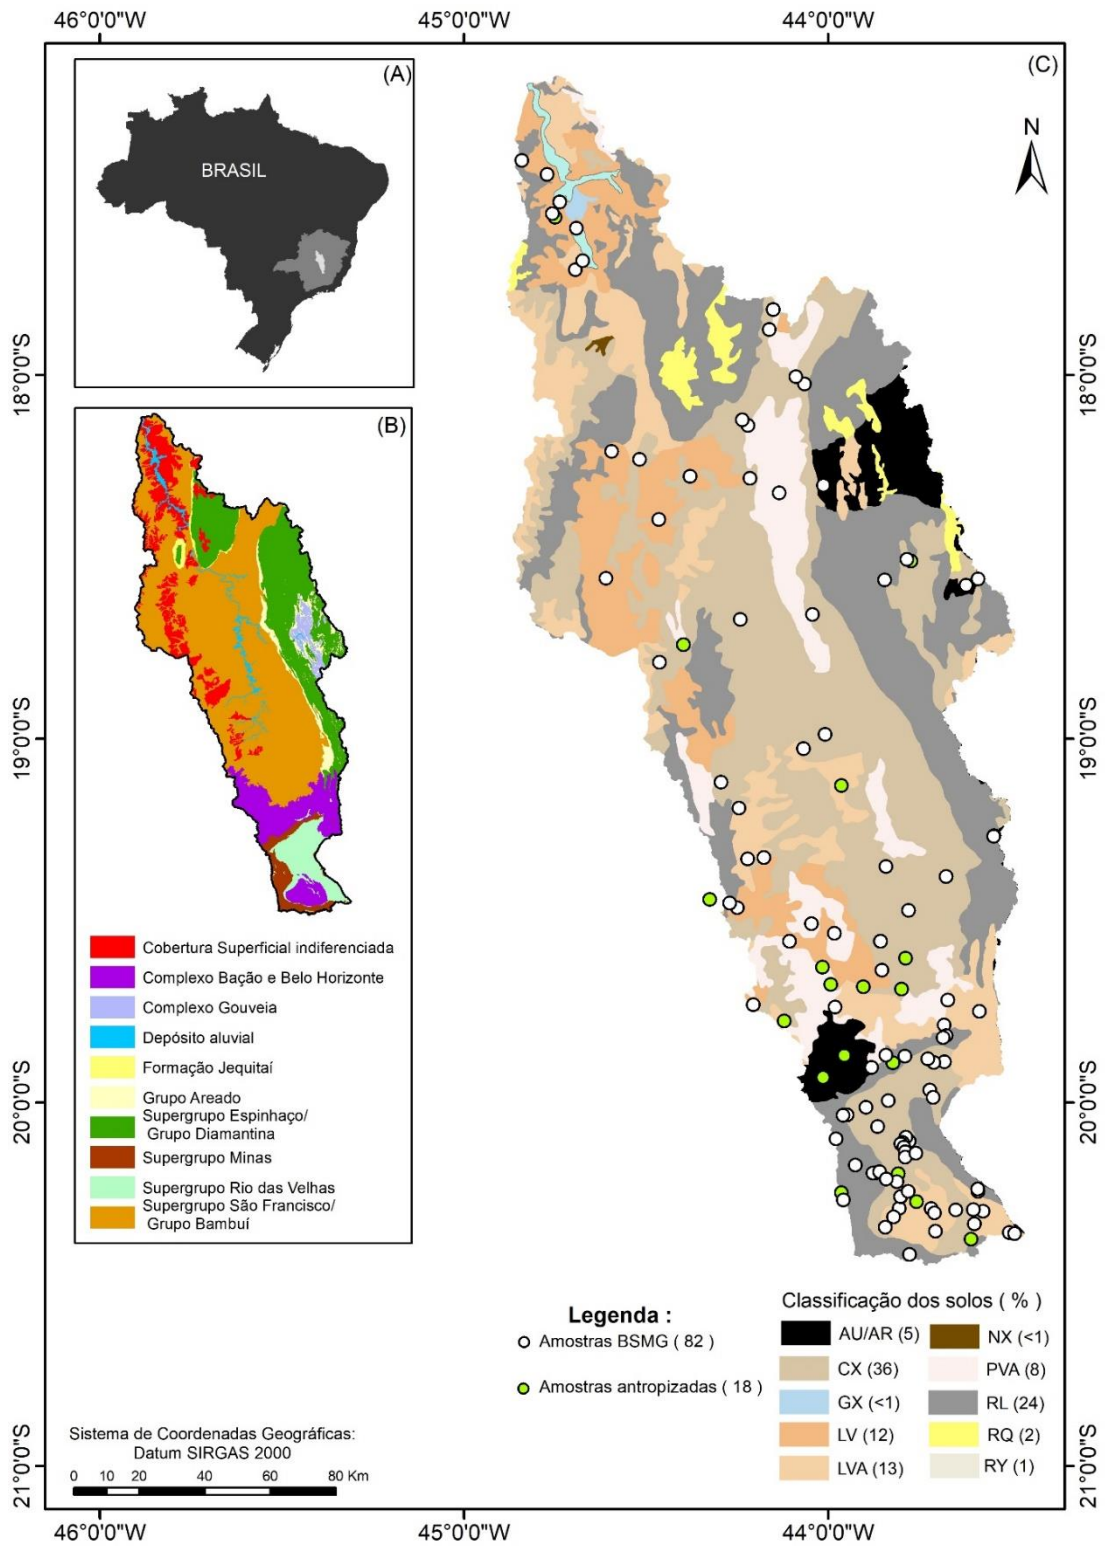 46°0'0"W 45°0'0"W 44°0'0"W
(A)
BRASIL
(B)
Cobertura Superficial indiferenciada
Complexo Bação e Belo Horizonte
Complexo Gouveia
Depósito aluvial
Formação Jequitaí
Grupo Areado
Supergrupo Espinhaço/
Grupo Diamantina
Supergrupo Minas
Supergrupo Rio das Velhas
Supergrupo São Francisco/
Grupo Bambuí
(C)
N
18°0'0"S
19°0'0"S
20°0'0"S
21°0'0"S
18°0'0"S
19°0'0"S
20°0'0"S
21°0'0"S
Legenda :
Amostras BSMG ( 82 )
Amostras antropizadas ( 18 )
Classificação dos solos ( % )
AU/AR (5)
CX (36)
GX (<1)
LV (12)
LVA (13)
NX (<1)
PVA (8)
RL (24)
RQ (2)
RY (1)
Sistema de Coordenadas Geográficas:
Datum SIRGAS 2000
0 10 20 40 60 80 Km
46°0'0"W 45°0'0"W 44°0'0"W